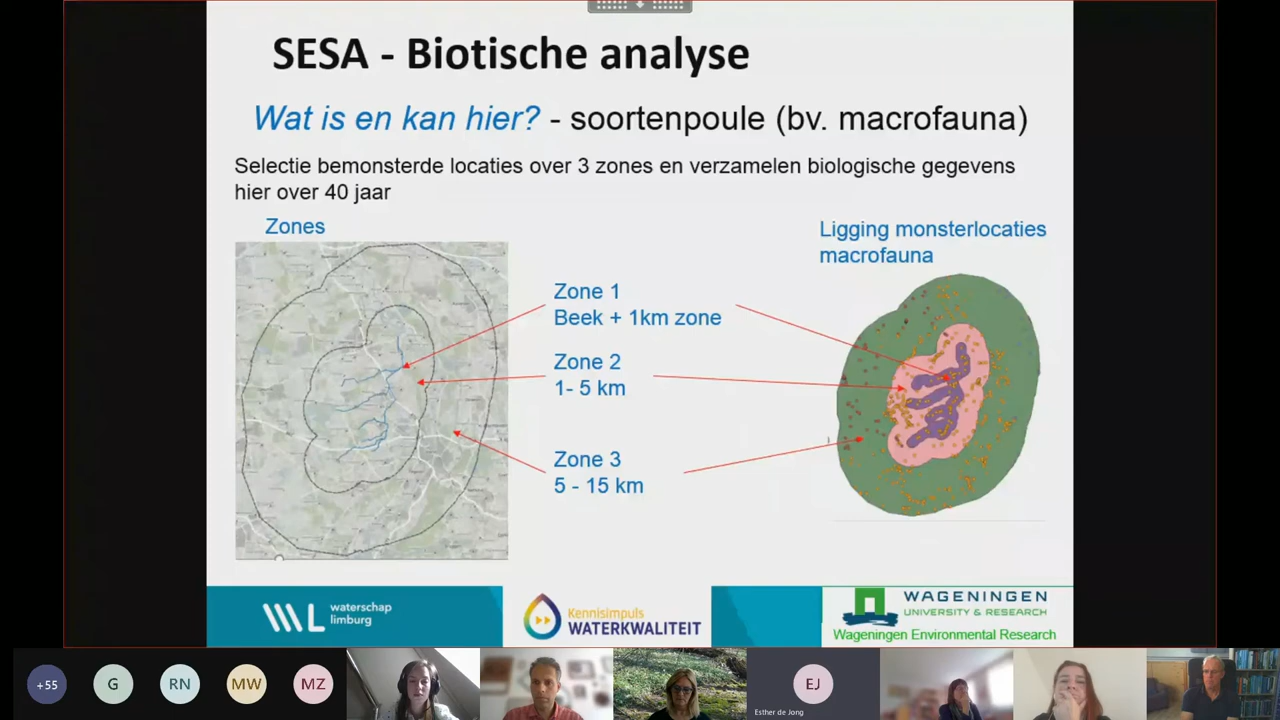 SESA - Biotische analyse
Wat is en kan hier? - soortenpoule (bv. macrofauna)
Selectie bemonsterde locaties over 3 zones en verzamelen biologische gegevens
hier over 40 jaar
Zones
Ligging monsterlocaties
macrofauna
Zone 1
Beek + 1km zone
Zone 2
1- 5 km
Zone 3
5 - 15 km
waterschap
limburg
Kennisimpuls
WATERKWALITEIT
WAGENINGEN
UNIVERSITY & RESEARCH
Wageningen Environmental Research
+55
G
RN
MW
MZ
EJ
Esther de Jong